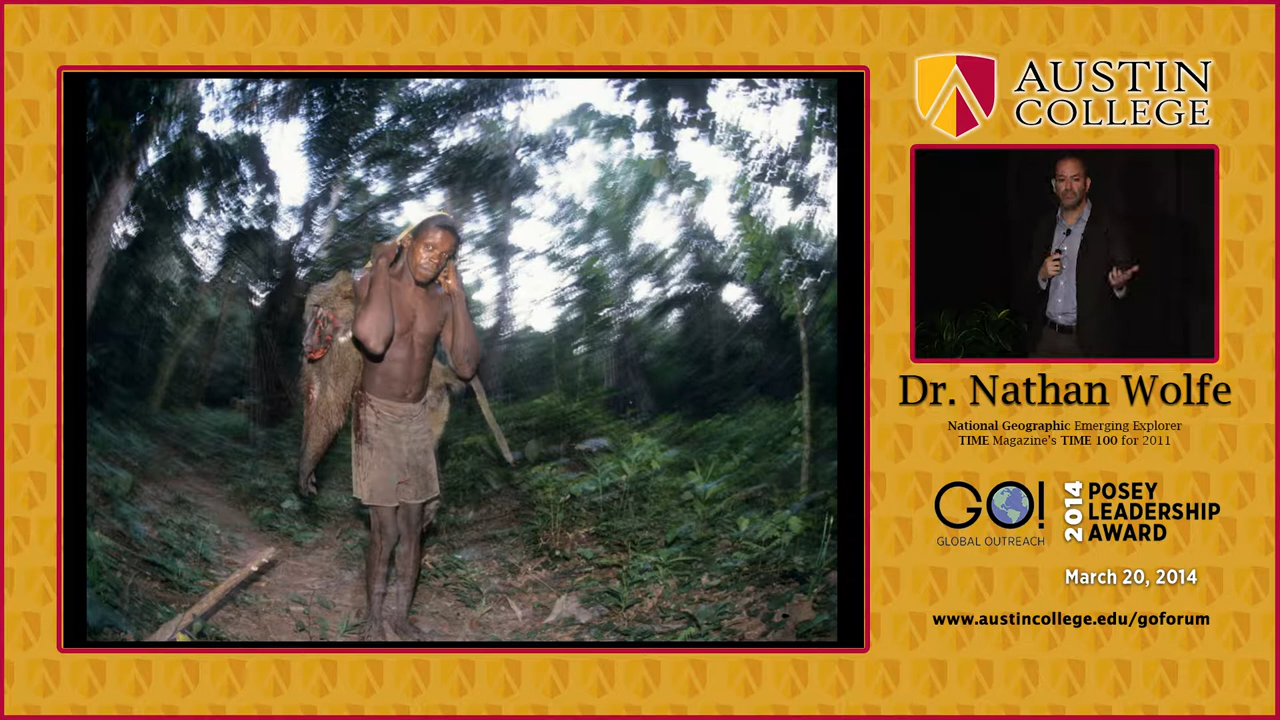 AUSTIN
COLLEGE
Dr. Nathan Wolfe
National Geographic Emerging Explorer
TIME Magazine's TIME 100 for 2011
GO!
GLOBAL OUTREACH
2014
POSEY
LEADERSHIP
AWARD
March 20, 2014
www.austincollege.edu/goforum